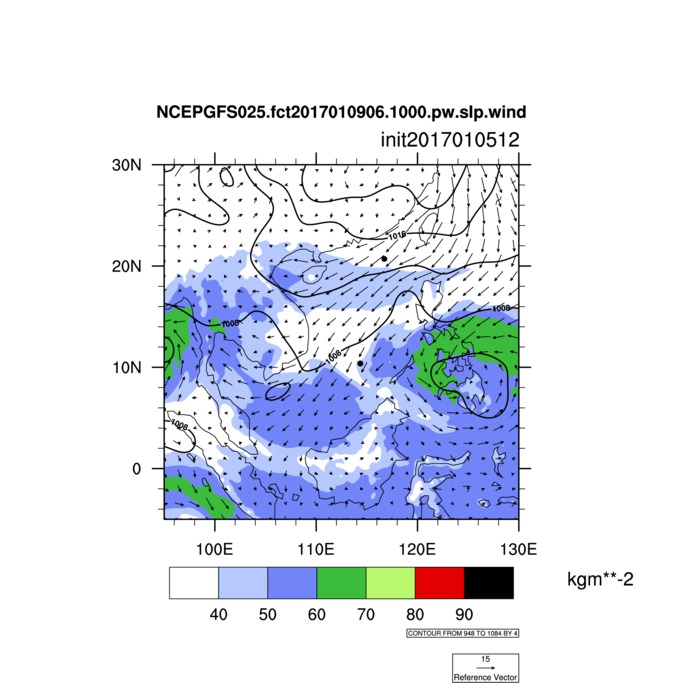 NCEPGFS025.fct2017010906.1000.pw.slp.wind
init2017010512
30N
1016
20N
1008
1008
1008
10N
1008
0
100E 110E 120E 130E
kgm**-2
40 50 60 70 80 90
CONTOUR FROM 948 TO 1084 BY 4
15
Reference Vector